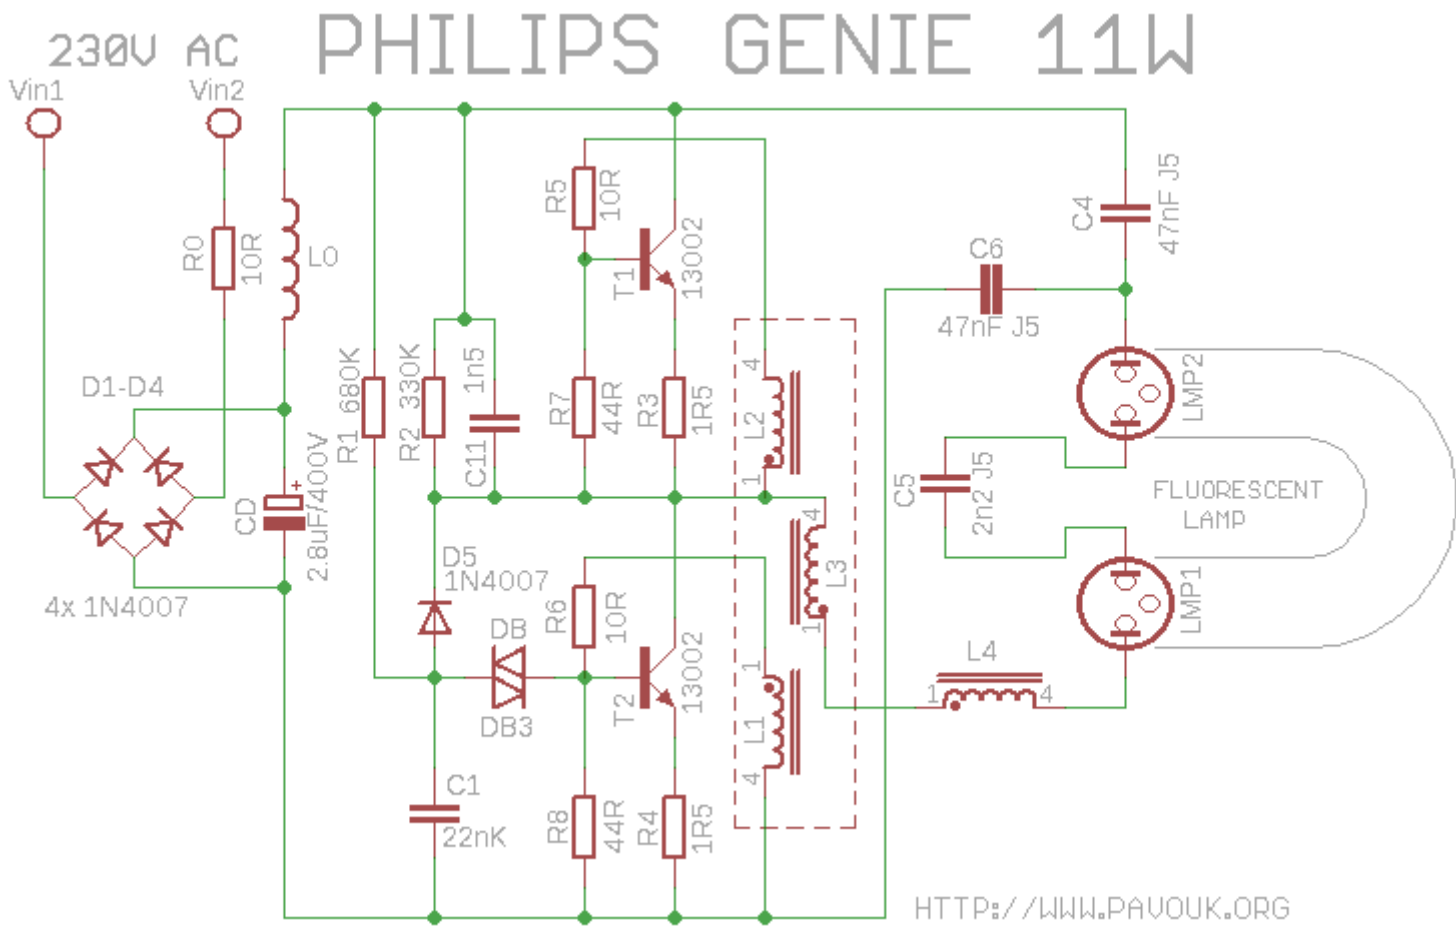 PHILIPS GENIE 11W
230V AC
Vin1
Vin2
R0
10R
L0
D1-D4
4x 1N4007
CD
+
2.8uF/400V
R1
680K
R2
330K
C11
1n5
R5
10R
T1
13002
R7
44R
R3
1R5
D5
1N4007
DB
DB3
R6
10R
T2
13002
C1
22nK
R8
44R
R4
1R5
4
L2
1
4
L3
1
1
L1
4
C4
47nF J5
C6
47nF J5
C5
2n2 J5
LMP2
FLUORESCENT
LAMP
LMP1
L4
1
4
HTTP://WWW.PAVOUK.ORG